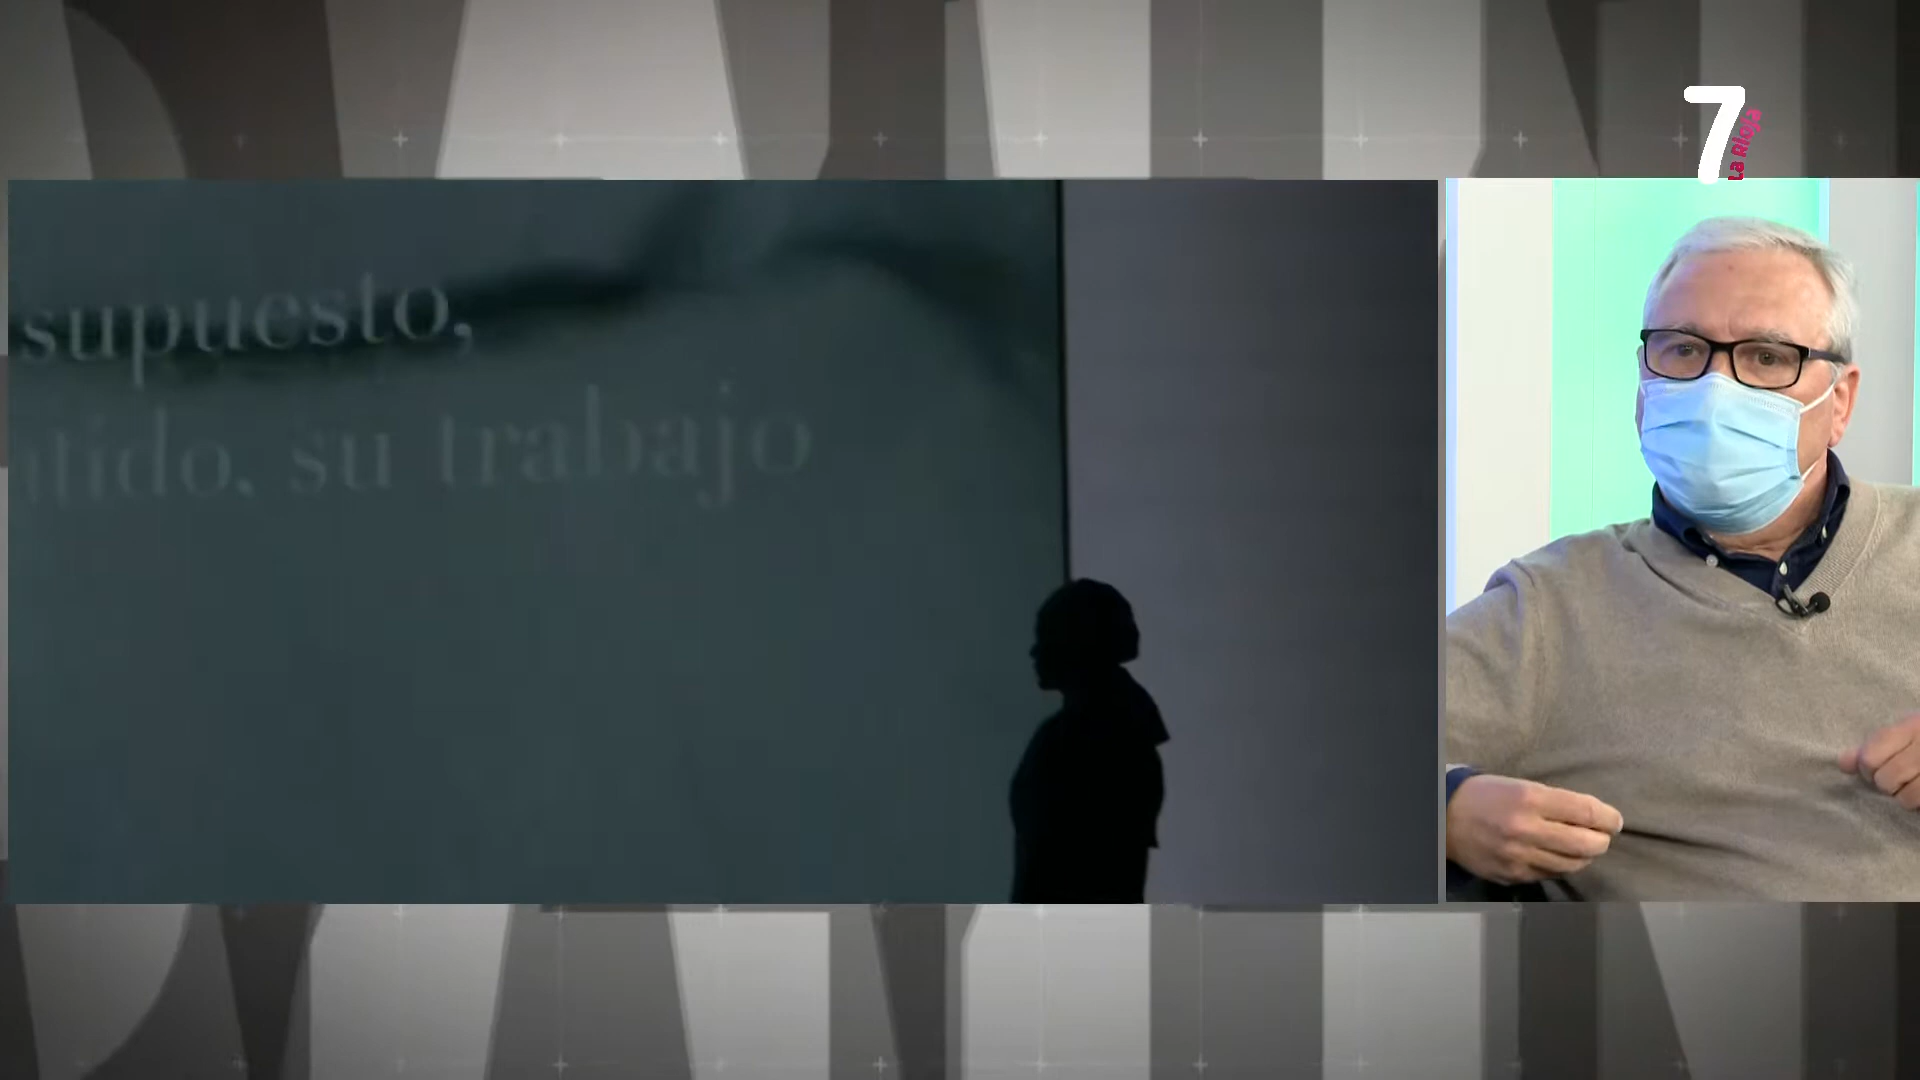 7
La Rioja
supuesto,
tido, su trabajo